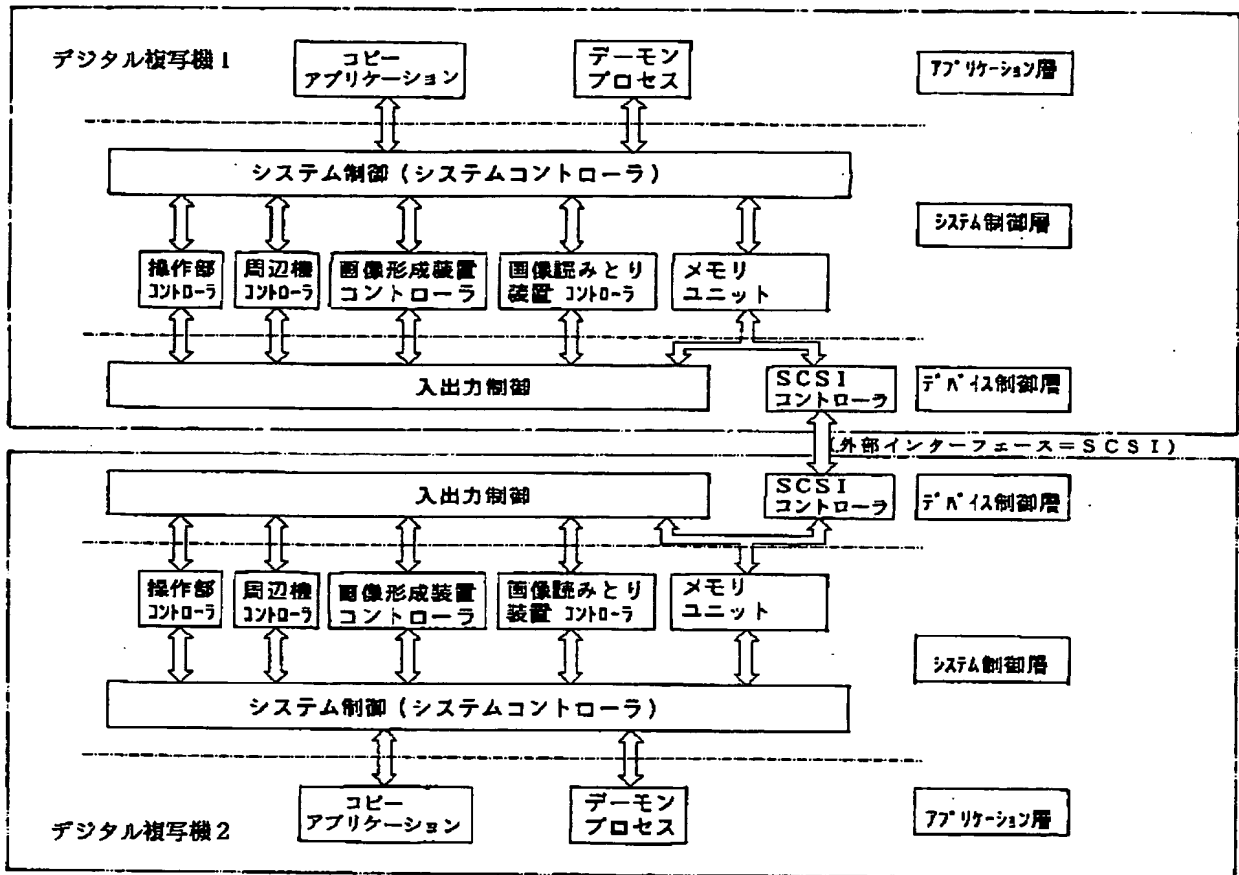 デジタル複写機1
コピー
アプリケーション
デーモン
プロセス
アプリケーション層
システム制御(システムコントローラ)
システム制御層
操作部
コントローラ
周辺機
コントローラ
画像形成装置
コントローラ
画像読みとり
装置 コントローラ
メモリ
ユニット
入出力制御
SCSI
コントローラ
デバイス制御層
(外部インターフェース=SCSI)
入出力制御
SCSI
コントローラ
デバイス制御層
操作部
コントローラ
周辺機
コントローラ
画像形成装置
コントローラ
画像読みとり
装置 コントローラ
メモリ
ユニット
システム制御層
システム制御(システムコントローラ)
コピー
アプリケーション
デーモン
プロセス
アプリケーション層
デジタル複写機2